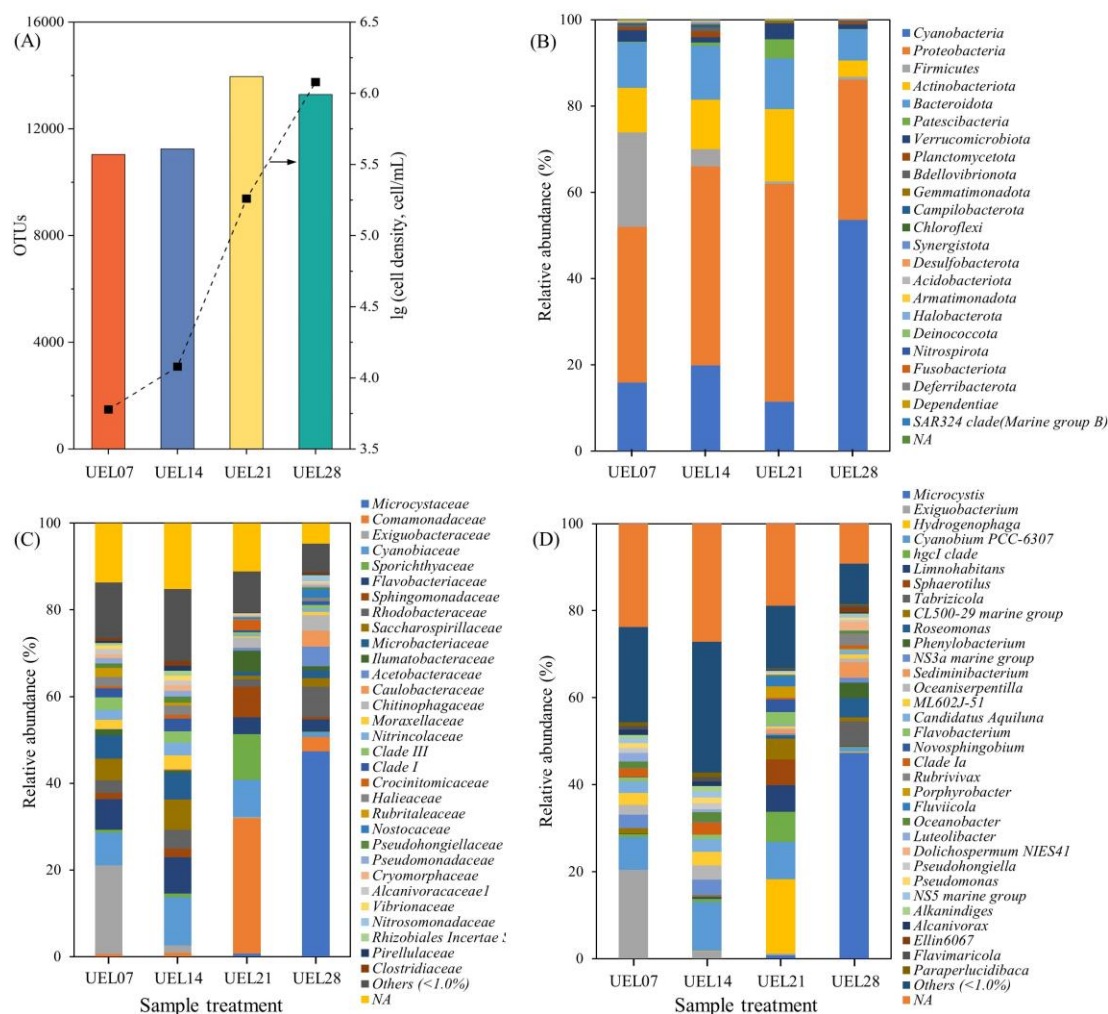 (A)
OTUs
16000
12000
8000
4000
0
6.5
6.0
5.5
5.0
4.5
4.0
3.5
lg (cell density, cell/mL)
UEL07 UEL14 UEL21 UEL28
(B)
Relative abundance (%)
100
80
60
40
20
0
UEL07 UEL14 UEL21 UEL28
Cyanobacteria
Proteobacteria
Firmicutes
Actinobacteriota
Bacteroidota
Patescibacteria
Verrucomicrobiota
Planctomycetota
Bdellovibrionota
Gemmatimonadota
Campilobacterota
Chloroflexi
Synergistota
Desulfobacterota
Acidobacteriota
Armatimonadota
Halobacterota
Deinococcota
Nitrospirota
Fusobacteriota
Deferribacterota
Dependentiae
SAR324 clade(Marine group B)
NA
(C)
Relative abundance (%)
100
80
60
40
20
0
UEL07 UEL14 UEL21 UEL28
Sample treatment
Microcystaceae
Comamonadaceae
Exiguobacteraceae
Cyanobiaceae
Sporichthyaceae
Flavobacteriaceae
Sphingomonadaceae
Rhodobacteraceae
Saccharospirillaceae
Microbacteriaceae
Ilumatobacteraceae
Acetobacteraceae
Caulobacteraceae
Chitinophagaceae
Moraxellaceae
Nitrincolaceae
Clade III
Clade I
Crocinitomicaceae
Halieaceae
Rubritaleaceae
Nostocaceae
Pseudohongiellaceae
Pseudomonadaceae
Cryomorphaceae
Alcanivoracaceae1
Vibrionaceae
Nitrosomonadaceae
Rhizobiales Incertae
Pirellulaceae
Clostridiaceae
Others (<1.0%)
NA
(D)
Relative abundance (%)
100
80
60
40
20
0
UEL07 UEL14 UEL21 UEL28
Sample treatment
Microcystis
Exiguobacterium
Hydrogenophaga
Cyanobium PCC-6307
hgcI clade
Limnohabitans
Sphaerotilus
Tabrizicola
CL500-29 marine group
Roseomonas
Phenylobacterium
NS3a marine group
Sediminibacterium
Oceaniserpentilla
ML602J-51
Candidatus Aquiluna
Flavobacterium
Novosphingobium
Clade Ia
Rubrivivax
Porphyrobacter
Fluviicola
Oceanobacter
Luteolibacter
Dolichospermum NIES41
Pseudohongiella
Pseudomonas
NS5 marine group
Alkanindiges
Alcanivorax
Ellin6067
Flavimaricola
Paraperlucidibaca
Others (<1.0%)
NA